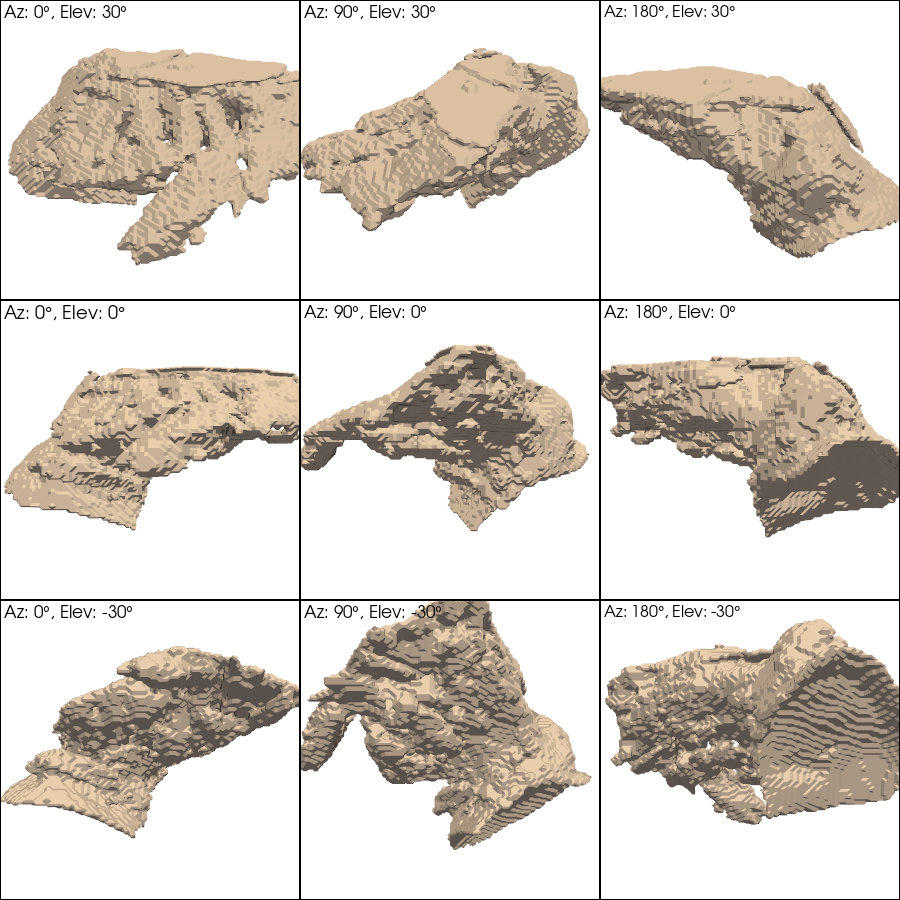 Az: 0°, Elev: 30°
Az: 90°, Elev: 30°
Az: 180°, Elev: 30°
Az: 0°, Elev: 0°
Az: 90°, Elev: 0°
Az: 180°, Elev: 0°
Az: 0°, Elev: -30°
Az: 90°, Elev: -30°
Az: 180°, Elev: -30°